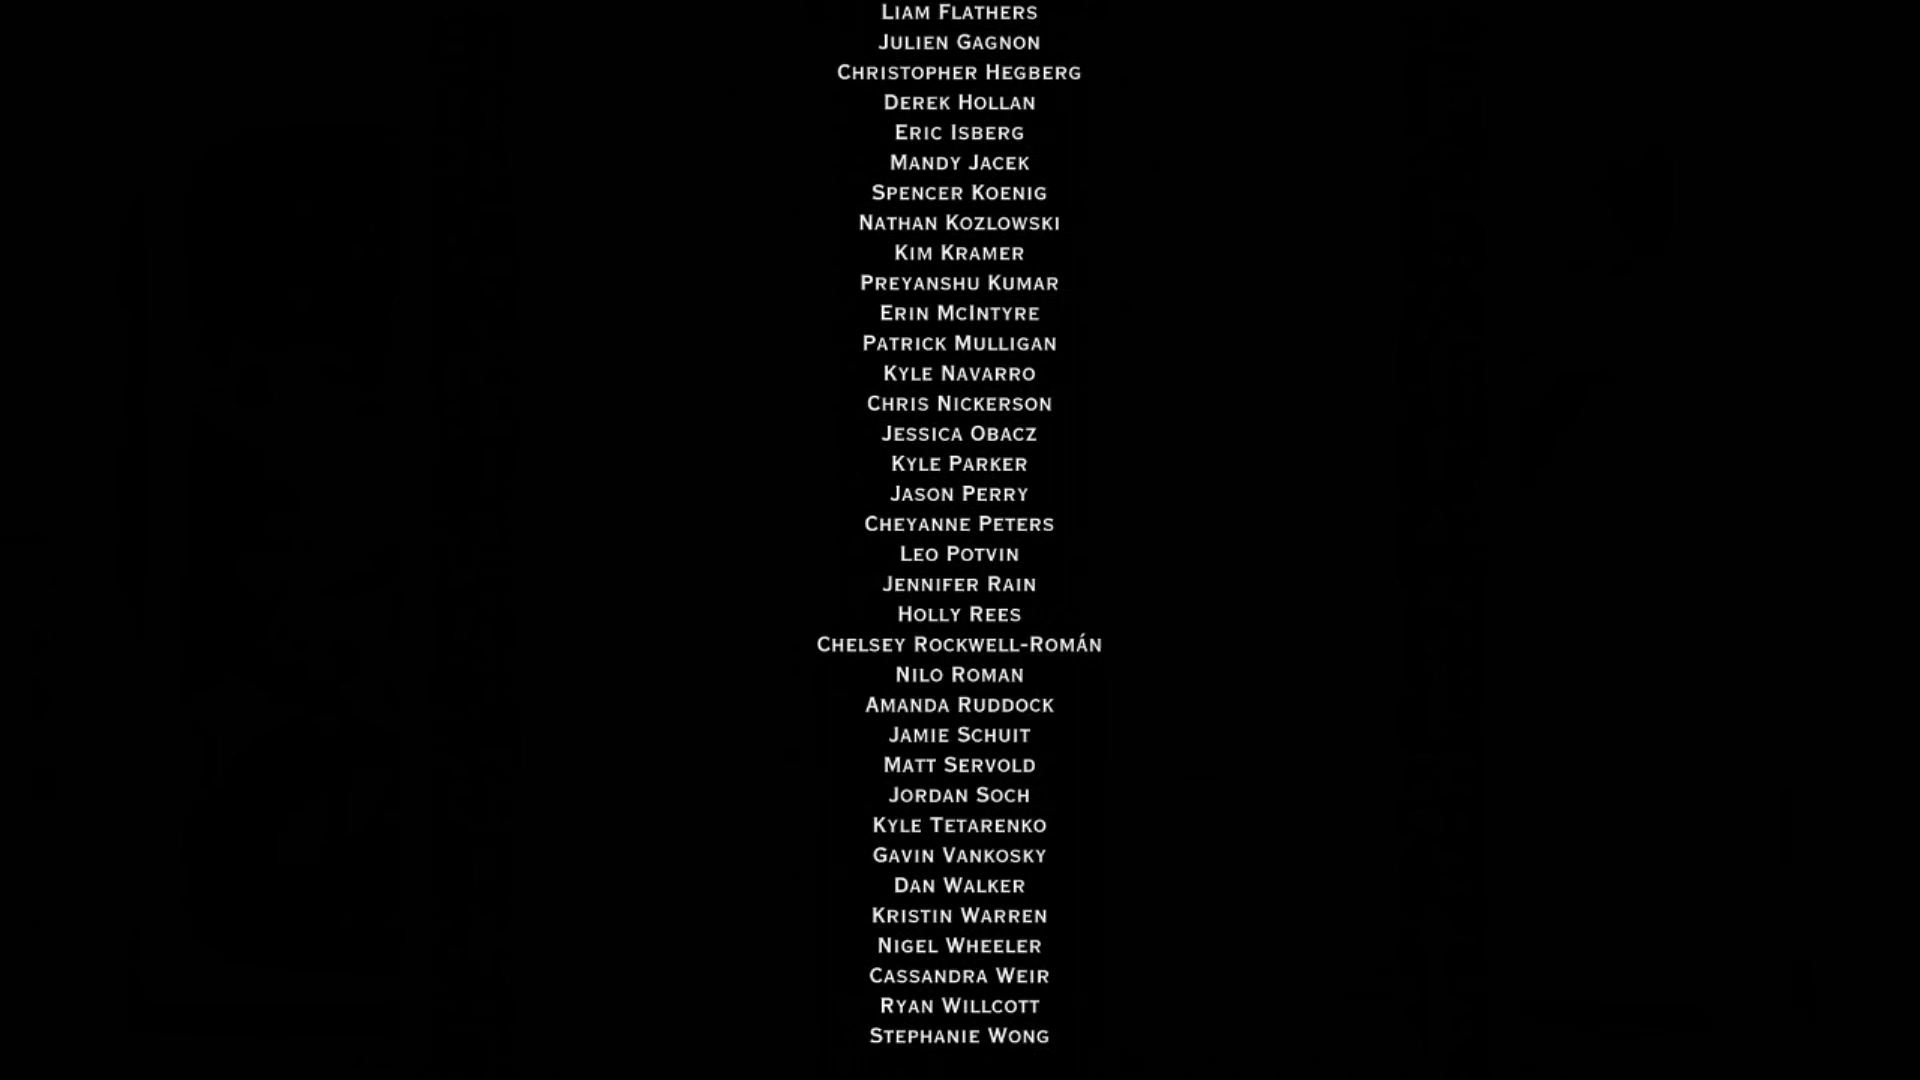 LIAM FLATHERS
JULIEN GAGNON
CHRISTOPHER HEGBERG
DEREK HOLLAN
ERIC ISBERG
MANDY JACEK
SPENCER KOENIG
NATHAN KOZLOWSKI
KIM KRAMER
PREYANSHU KUMAR
ERIN MCINTYRE
PATRICK MULLIGAN
KYLE NAVARRO
CHRIS NICKERSON
JESSICA OBACZ
KYLE PARKER
JASON PERRY
CHEYANNE PETERS
LEO POTVIN
JENNIFER RAIN
HOLLY REES
CHELSEY ROCKWELL-ROMÁN
NILO ROMAN
AMANDA RUDDOCK
JAMIE SCHUIT
MATT SERVOLD
JORDAN SOCH
KYLE TETARENKO
GAVIN VANKOSKY
DAN WALKER
KRISTIN WARREN
NIGEL WHEELER
CASSANDRA WEIR
RYAN WILLCOTT
STEPHANIE WONG